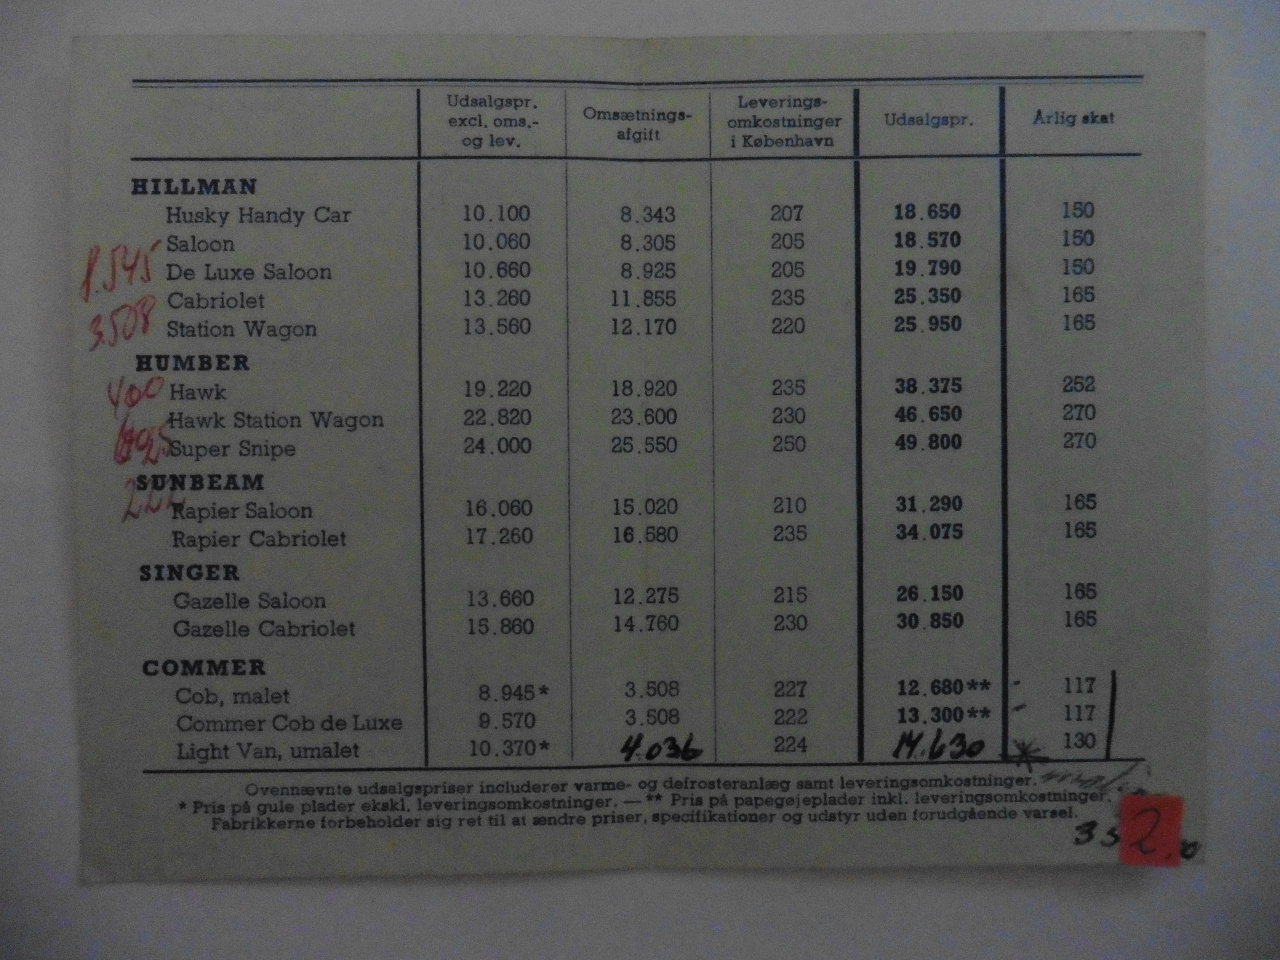 Udsalgspr. excl. oms.- og lev. Omsætnings-afgift Leverings-omkostninger i København Udsalgspr. Årlig skat
HILLMAN
Husky Handy Car 10.100 8.343 207 18.650 150
Saloon 10.060 8.305 205 18.570 150
8.545
De Luxe Saloon 10.660 8.925 205 19.790 150
Cabriolet 13.260 11.855 235 25.350 165
3.508
Station Wagon 13.560 12.170 220 25.950 165
HUMBER
400
Hawk 19.220 18.920 235 38.375 252
Hawk Station Wagon 22.820 23.600 230 46.650 270
Super Snipe 24.000 25.550 250 49.800 270
SUNBEAM
222
Rapier Saloon 16.060 15.020 210 31.290 165
Rapier Cabriolet 17.260 16.580 235 34.075 165
SINGER
Gazelle Saloon 13.660 12.275 215 26.150 165
Gazelle Cabriolet 15.860 14.760 230 30.850 165
COMMER
Cob, malet 8.945* 3.508 227 12.680** 117
Commer Cob de Luxe 9.570 3.508 222 13.300** 117
Light Van, umalet 10.370* 4.036 224 14.630 * 130
Ovennævnte udsalgspriser includerer varme- og defrosteranlæg samt leveringsomkostninger.
* Pris på gule plader ekskl. leveringsomkostninger. — ** Pris på papegøjeplader inkl. leveringsomkostninger.
Fabrikkerne forbeholder sig ret til at ændre priser, specifikationer og udstyr uden forudgående varsel.
2